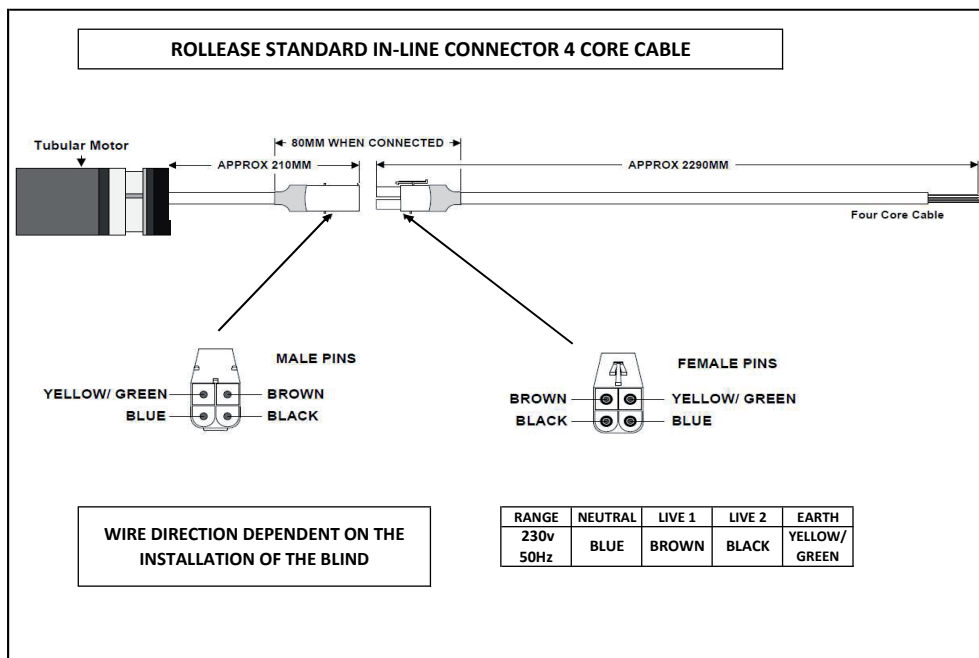 ROLLEASE STANDARD IN-LINE CONNECTOR 4 CORE CABLE
80MM WHEN CONNECTED
Tubular Motor
APPROX 210MM
APPROX 2290MM
Four Core Cable
MALE PINS
YELLOW/ GREEN
BROWN
BLUE
BLACK
FEMALE PINS
BROWN
YELLOW/ GREEN
BLACK
BLUE
WIRE DIRECTION DEPENDENT ON THE
INSTALLATION OF THE BLIND
RANGE NEUTRAL LIVE 1 LIVE 2 EARTH
230v
50Hz
BLUE BROWN BLACK
YELLOW/
GREEN